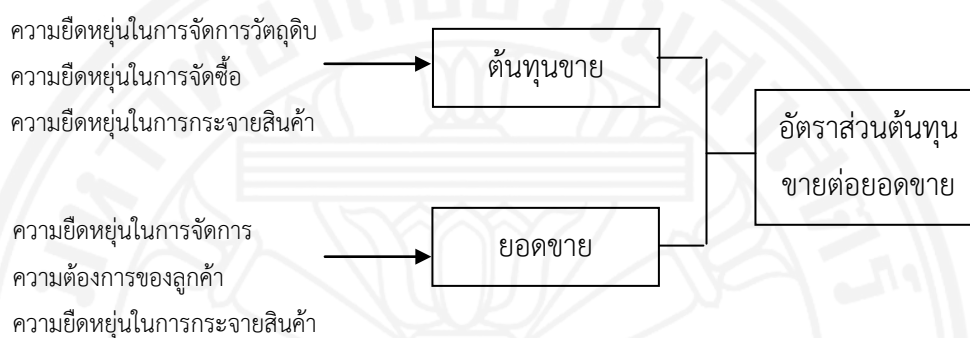 ความยืดหยุ่นในการจัดการวัตถุดิบ
ความยืดหยุ่นในการจัดซื้อ
ความยืดหยุ่นในการกระจายสินค้า
ต้นทุนขาย
อัตราส่วนต้นทุน
ขายต่อยอดขาย
ความยืดหยุ่นในการจัดการ
ความต้องการของลูกค้า
ความยืดหยุ่นในการกระจายสินค้า
ยอดขาย